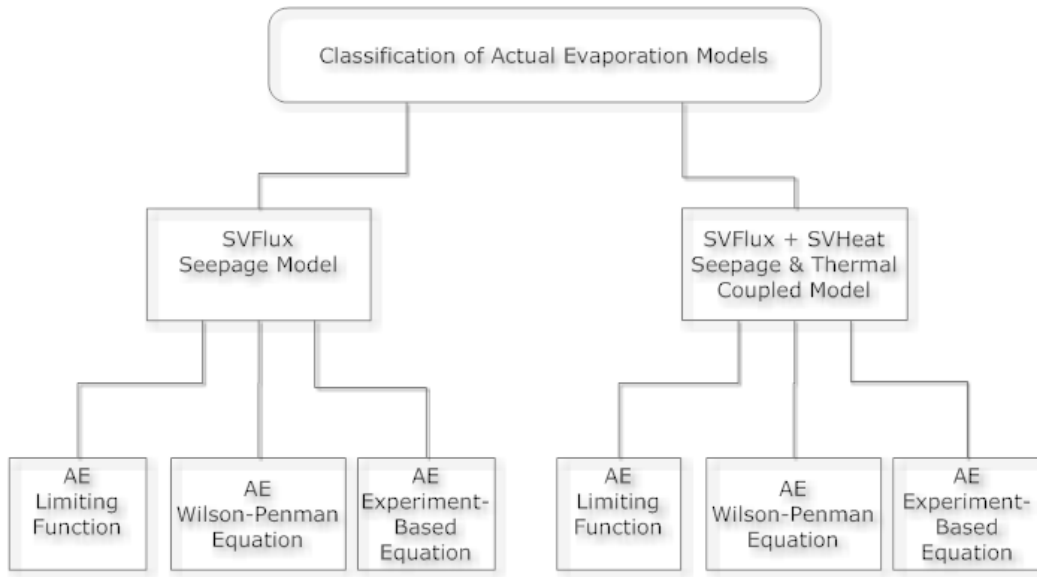 Classification of Actual Evaporation Models
SVFlux
Seepage Model
SVFlux + SVHeat
Seepage & Thermal
Coupled Model
AE
Limiting
Function
AE
Wilson-Penman
Equation
AE
Experiment-
Based
Equation
AE
Limiting
Function
AE
Wilson-Penman
Equation
AE
Experiment-
Based
Equation